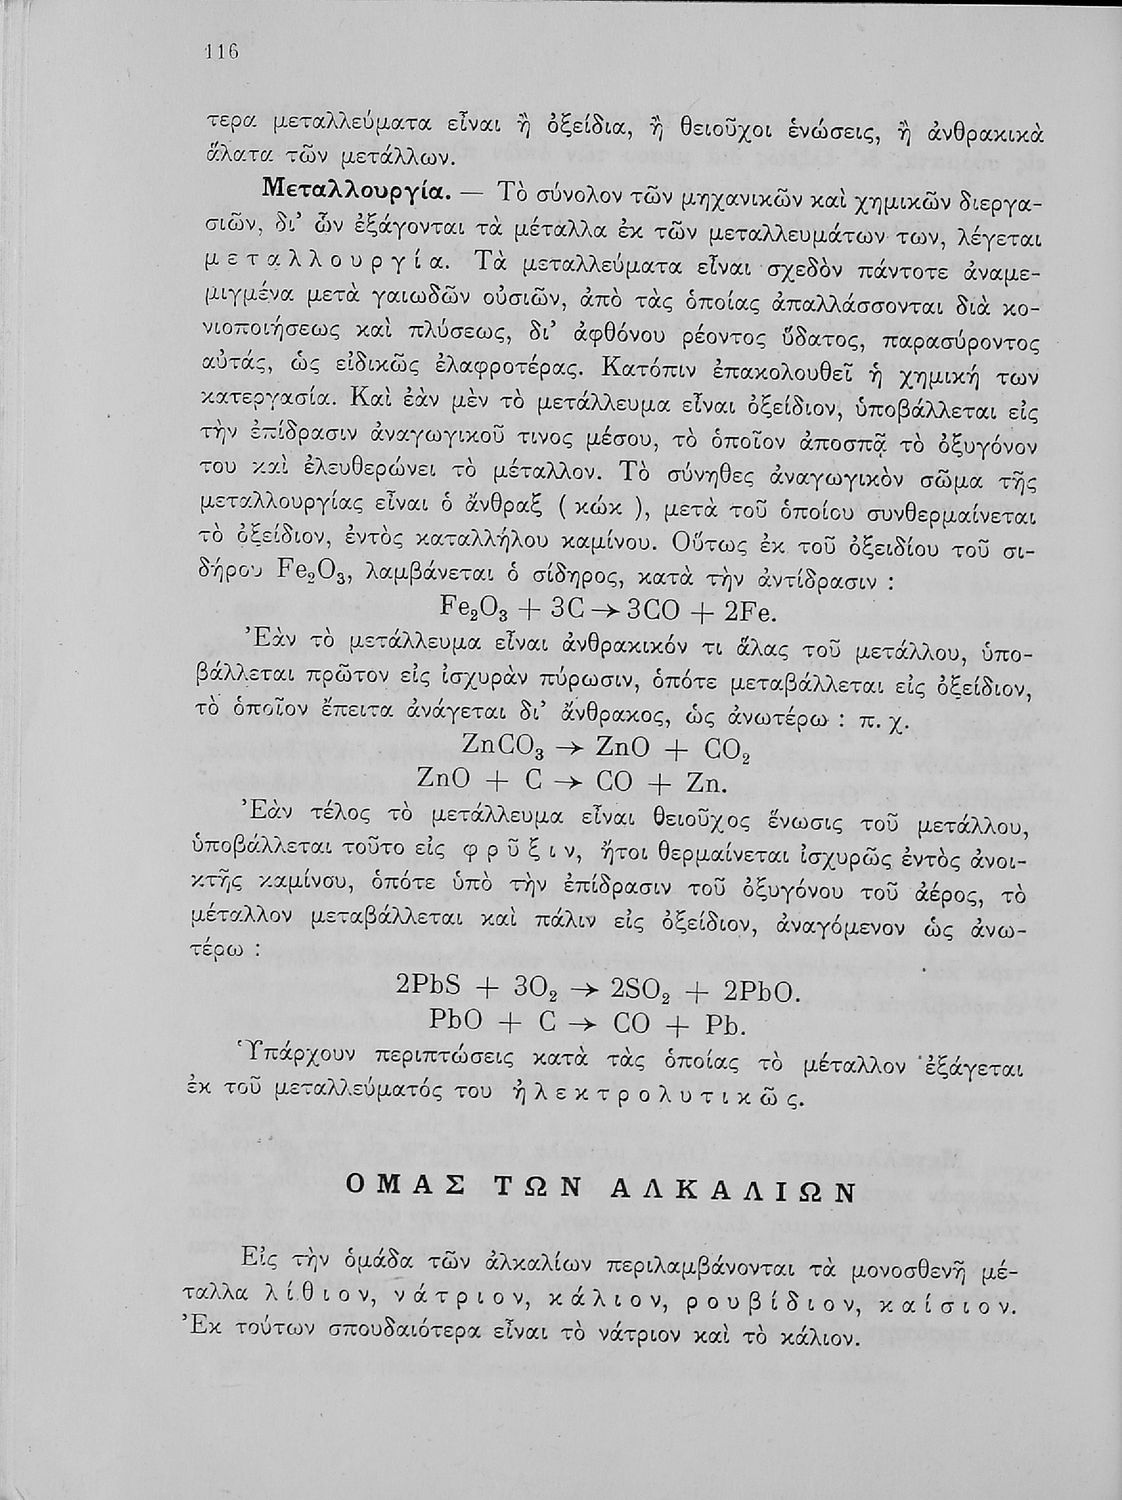 116
τερα μεταλλεύματα εἶναι ἢ ὀξείδια, ἢ θειοῦχοι ἑνώσεις, ἢ ἀνθρακικὰ
ἅλατα τῶν μετάλλων.
Μεταλλουργία. — Τὸ σύνολον τῶν μηχανικῶν καὶ χημικῶν διεργα-
σιῶν, δι' ὧν ἐξάγονται τὰ μέταλλα ἐκ τῶν μεταλλευμάτων των, λέγεται
μ ε τ α λ λ ο υ ρ γ ί α. Τὰ μεταλλεύματα εἶναι σχεδὸν πάντοτε ἀναμε-
μιγμένα μετὰ γαιωδῶν οὐσιῶν, ἀπὸ τὰς ὁποίας ἀπαλλάσσονται διὰ κο-
νιοποιήσεως καὶ πλύσεως, δι' ἀφθόνου ρέοντος ὕδατος, παρασύροντος
αὐτάς, ὡς εἰδικῶς ἐλαφροτέρας. Κατόπιν ἐπακολουθεῖ ἡ χημική των
κατεργασία. Καὶ ἐὰν μὲν τὸ μετάλλευμα εἶναι ὀξείδιον, ὑποβάλλεται εἰς
τὴν ἐπίδρασιν ἀναγωγικοῦ τινος μέσου, τὸ ὁποῖον ἀποσπᾷ τὸ ὀξυγόνον
του καὶ ἐλευθερώνει τὸ μέταλλον. Τὸ σύνηθες ἀναγωγικὸν σῶμα τῆς
μεταλλουργίας εἶναι ὁ ἄνθραξ ( κώκ ), μετὰ τοῦ ὁποίου συνθερμαίνεται
τὸ ὀξείδιον, ἐντὸς καταλλήλου καμίνου. Οὕτως ἐκ τοῦ ὀξειδίου τοῦ σι-
δήρου Fe₂O₃, λαμβάνεται ὁ σίδηρος, κατὰ τὴν ἀντίδρασιν :
Fe₂O₃ + 3C → 3CO + 2Fe.
Ἐὰν τὸ μετάλλευμα εἶναι ἀνθρακικόν τι ἅλας τοῦ μετάλλου, ὑπο-
βάλλεται πρῶτον εἰς ἰσχυρὰν πύρωσιν, ὁπότε μεταβάλλεται εἰς ὀξείδιον,
τὸ ὁποῖον ἔπειτα ἀνάγεται δι' ἄνθρακος, ὡς ἀνωτέρω : π. χ.
ZnCO₃ → ZnO + CO₂
ZnO + C → CO + Zn.
Ἐὰν τέλος τὸ μετάλλευμα εἶναι θειοῦχος ἕνωσις τοῦ μετάλλου,
ὑποβάλλεται τοῦτο εἰς φ ρ ῦ ξ ι ν, ἤτοι θερμαίνεται ἰσχυρῶς ἐντὸς ἀνοι-
κτῆς καμίνου, ὁπότε ὑπὸ τὴν ἐπίδρασιν τοῦ ὀξυγόνου τοῦ ἀέρος, τὸ
μέταλλον μεταβάλλεται καὶ πάλιν εἰς ὀξείδιον, ἀναγόμενον ὡς ἀνω-
τέρω :
2PbS + 3O₂ → 2SO₂ + 2PbO.
PbO + C → CO + Pb.
Ὑπάρχουν περιπτώσεις κατὰ τὰς ὁποίας τὸ μέταλλον ἐξάγεται
ἐκ τοῦ μεταλλεύματός του ἠ λ ε κ τ ρ ο λ υ τ ι κ ῶ ς.
ΟΜΑΣ ΤΩΝ ΑΛΚΑΛΙΩΝ
Εἰς τὴν ὁμάδα τῶν ἀλκαλίων περιλαμβάνονται τὰ μονοσθενῆ μέ-
ταλλα λ ί θ ι ο ν, ν ά τ ρ ι ο ν, κ ά λ ι ο ν, ρ ο υ β ί δ ι ο ν, κ α ί σ ι ο ν.
Ἐκ τούτων σπουδαιότερα εἶναι τὸ νάτριον καὶ τὸ κάλιον.